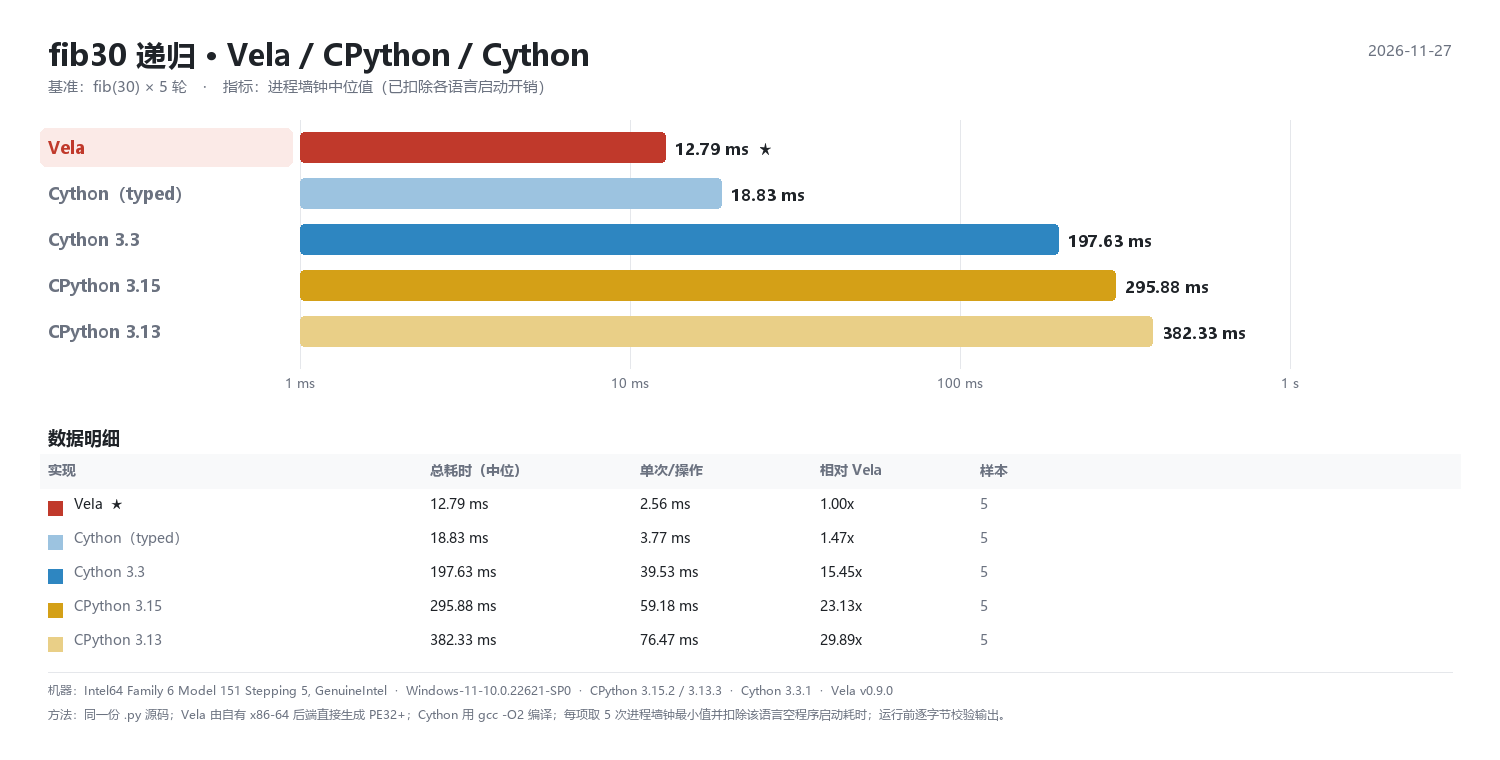 fib30 递归 • Vela / CPython / Cython
2026-11-27
基准：fib(30) × 5 轮 · 指标：进程墙钟中位值（已扣除各语言启动开销）
Vela
12.79 ms ★
Cython（typed）
18.83 ms
Cython 3.3
197.63 ms
CPython 3.15
295.88 ms
CPython 3.13
382.33 ms
1 ms 10 ms 100 ms 1 s
数据明细
实现 总耗时（中位） 单次/操作 相对 Vela 样本
Vela ★ 12.79 ms 2.56 ms 1.00x 5
Cython（typed） 18.83 ms 3.77 ms 1.47x 5
Cython 3.3 197.63 ms 39.53 ms 15.45x 5
CPython 3.15 295.88 ms 59.18 ms 23.13x 5
CPython 3.13 382.33 ms 76.47 ms 29.89x 5
机器：Intel64 Family 6 Model 151 Stepping 5, GenuineIntel · Windows-11-10.0.22621-SP0 · CPython 3.15.2 / 3.13.3 · Cython 3.3.1 · Vela v0.9.0
方法：同一份 .py 源码；Vela 由自有 x86-64 后端直接生成 PE32+；Cython 用 gcc -O2 编译；每项取 5 次进程墙钟最小值并扣除该语言空程序启动耗时；运行前逐字节校验输出。